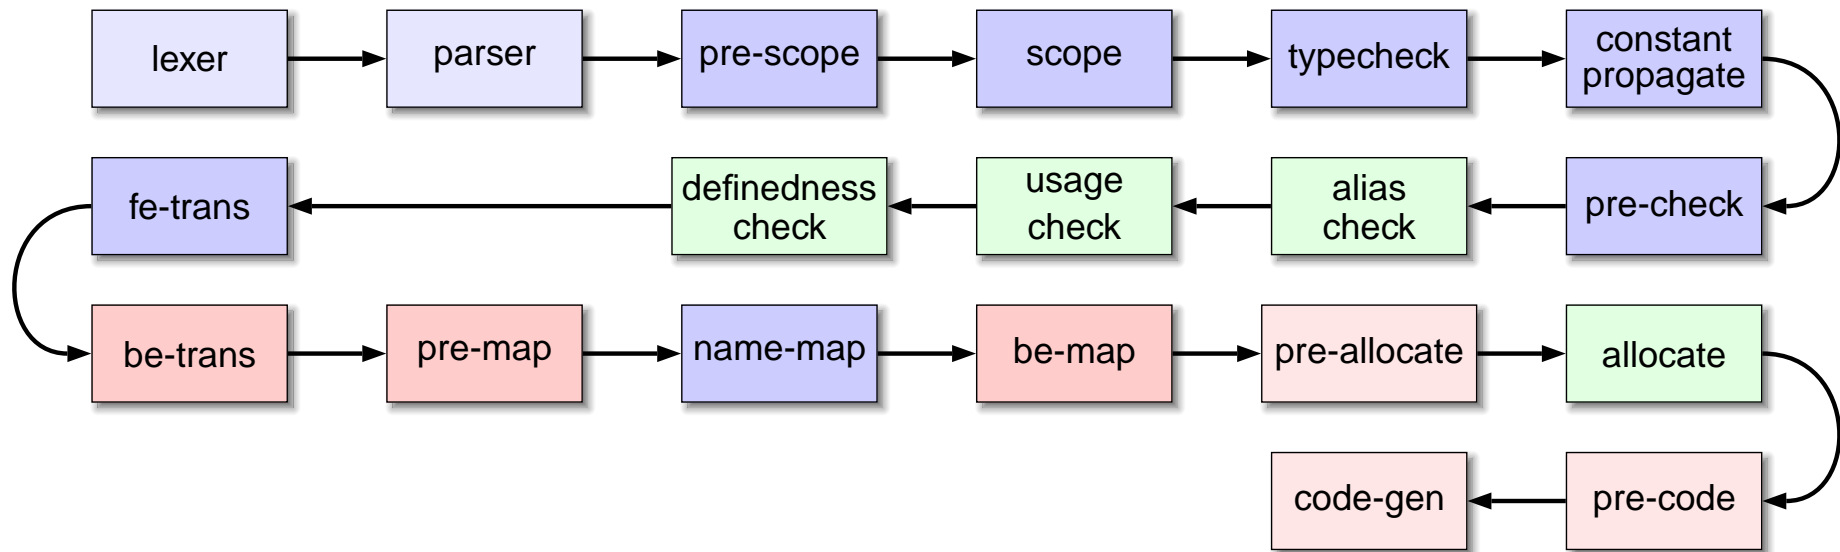 lexer
parser
pre-scope
scope
typecheck
constant
propagate
fe-trans
definedness
check
usage
check
alias
check
pre-check
be-trans
pre-map
name-map
be-map
pre-allocate
allocate
code-gen
pre-code